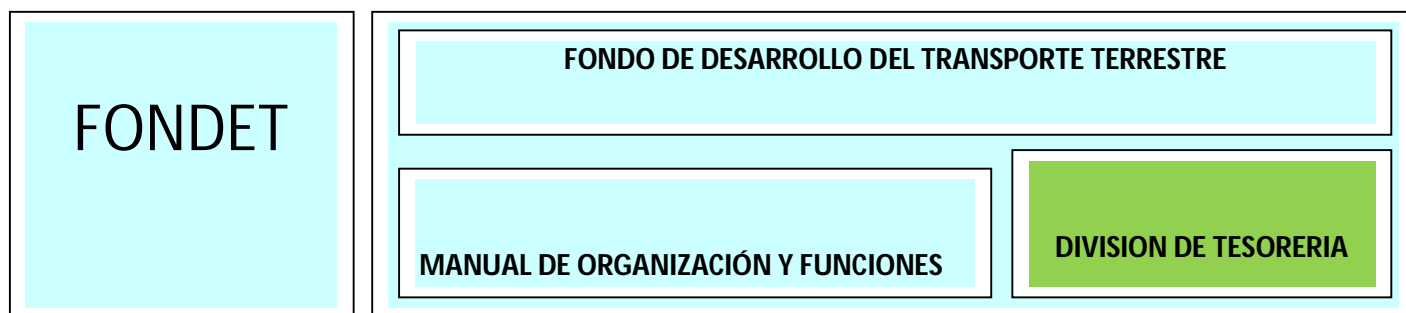 FONDET
FONDO DE DESARROLLO DEL TRANSPORTE TERRESTRE
MANUAL DE ORGANIZACIÓN Y FUNCIONES
DIVISION DE TESORERIA